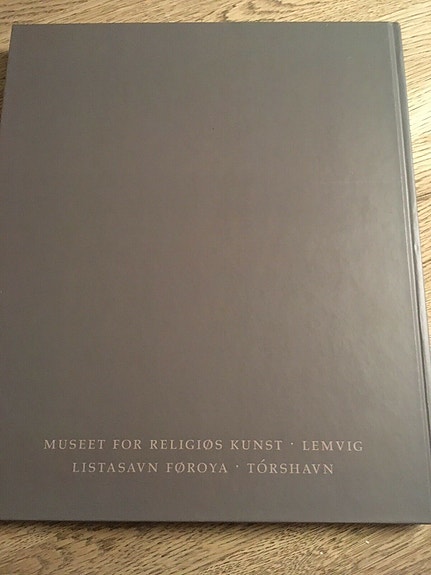 MUSEET FOR RELIGIØS KUNST · LEMVIG
LISTASAVN FØROYA · TÓRSHAVN